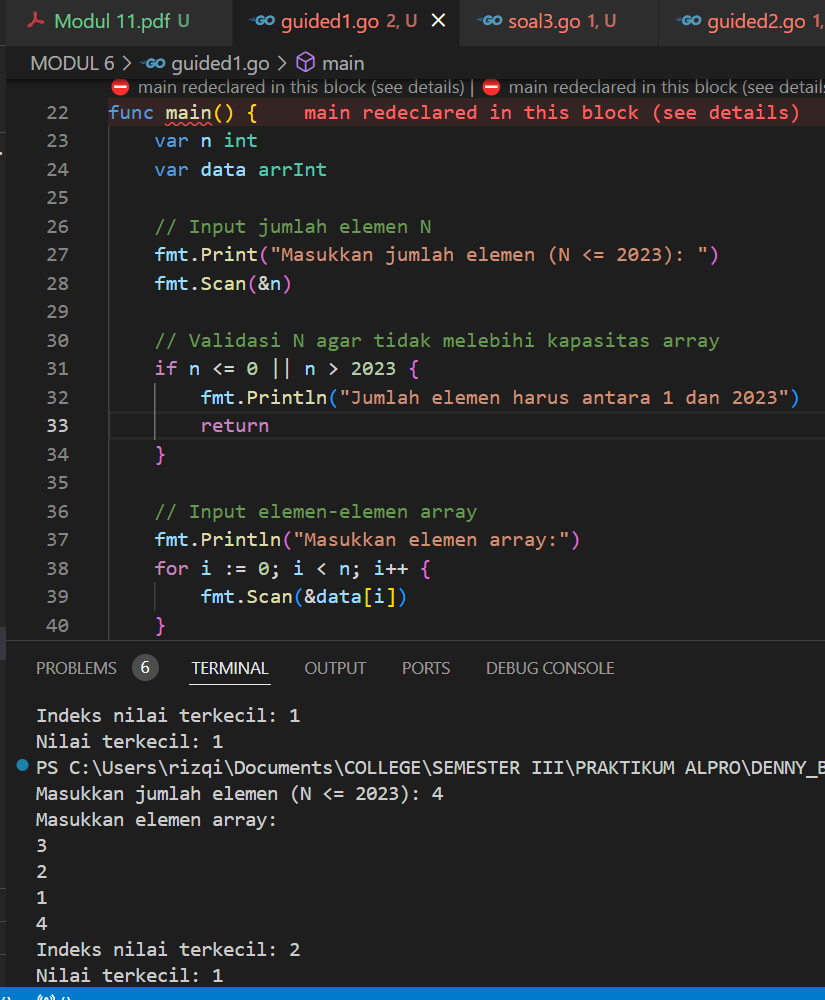 Modul 11.pdf U
guided1.go 2, U
soal3.go 1, U
guided2.go 1,
MODUL 6 > guided1.go > main
main redeclared in this block (see details) | main redeclared in this block (see details
22 func main() { main redeclared in this block (see details)
23 var n int
24 var data arrInt
25
26 // Input jumlah elemen N
27 fmt.Print("Masukkan jumlah elemen (N <= 2023): ")
28 fmt.Scan(&n)
29
30 // Validasi N agar tidak melebihi kapasitas array
31 if n <= 0 || n > 2023 {
32 fmt.Println("Jumlah elemen harus antara 1 dan 2023")
33 return
34 }
35
36 // Input elemen-elemen array
37 fmt.Println("Masukkan elemen array:")
38 for i := 0; i < n; i++ {
39 fmt.Scan(&data[i])
40 }
PROBLEMS 6 TERMINAL OUTPUT PORTS DEBUG CONSOLE
Indeks nilai terkecil: 1
Nilai terkecil: 1
PS C:\Users\rizqi\Documents\COLLEGE\SEMESTER III\PRAKTIKUM ALPRO\DENNY_B
Masukkan jumlah elemen (N <= 2023): 4
Masukkan elemen array:
3
2
1
4
Indeks nilai terkecil: 2
Nilai terkecil: 1